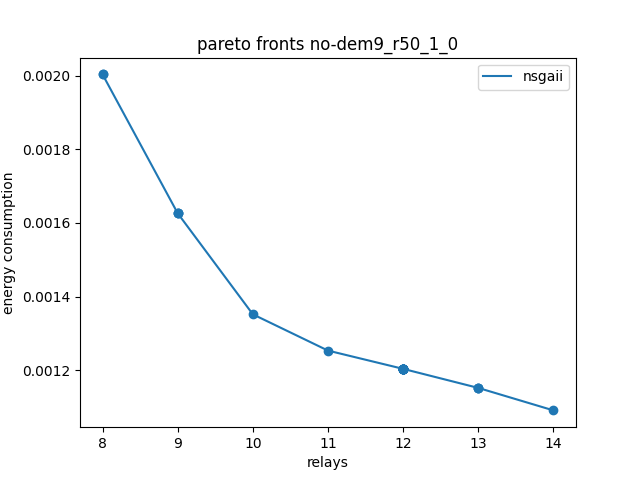 pareto fronts no-dem9_r50_1_0
nsgaii
0.0020
0.0018
0.0016
0.0014
0.0012
energy consumption
8 9 10 11 12 13 14
relays